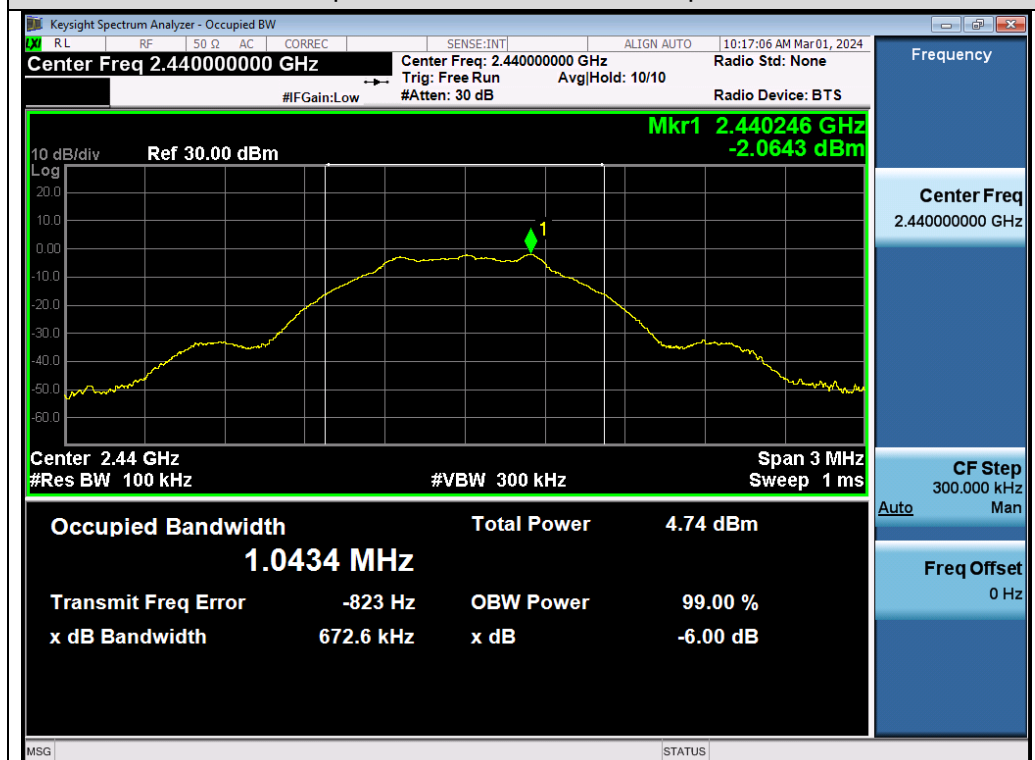 Keysight Spectrum Analyzer - Occupied BW
LXI RL RF 50 Ω AC CORREC SENSE:INT ALIGN AUTO 10:17:06 AM Mar 01, 2024
Center Freq 2.440000000 GHz
Center Freq: 2.440000000 GHz
Radio Std: None
Trig: Free Run Avg|Hold: 10/10
#IFGain:Low
#Atten: 30 dB
Radio Device: BTS
Mkr1 2.440246 GHz
-2.0643 dBm
10 dB/div Ref 30.00 dBm
Log
20.0
10.0
0.00
-10.0
-20.0
-30.0
-40.0
-50.0
-60.0
1
Center 2.44 GHz
Span 3 MHz
#Res BW 100 kHz
#VBW 300 kHz
Sweep 1 ms
Occupied Bandwidth
Total Power 4.74 dBm
1.0434 MHz
Transmit Freq Error -823 Hz
OBW Power 99.00 %
x dB Bandwidth 672.6 kHz
x dB -6.00 dB
MSG
STATUS
Frequency
Center Freq
2.440000000 GHz
CF Step
300.000 kHz
Auto Man
Freq Offset
0 Hz